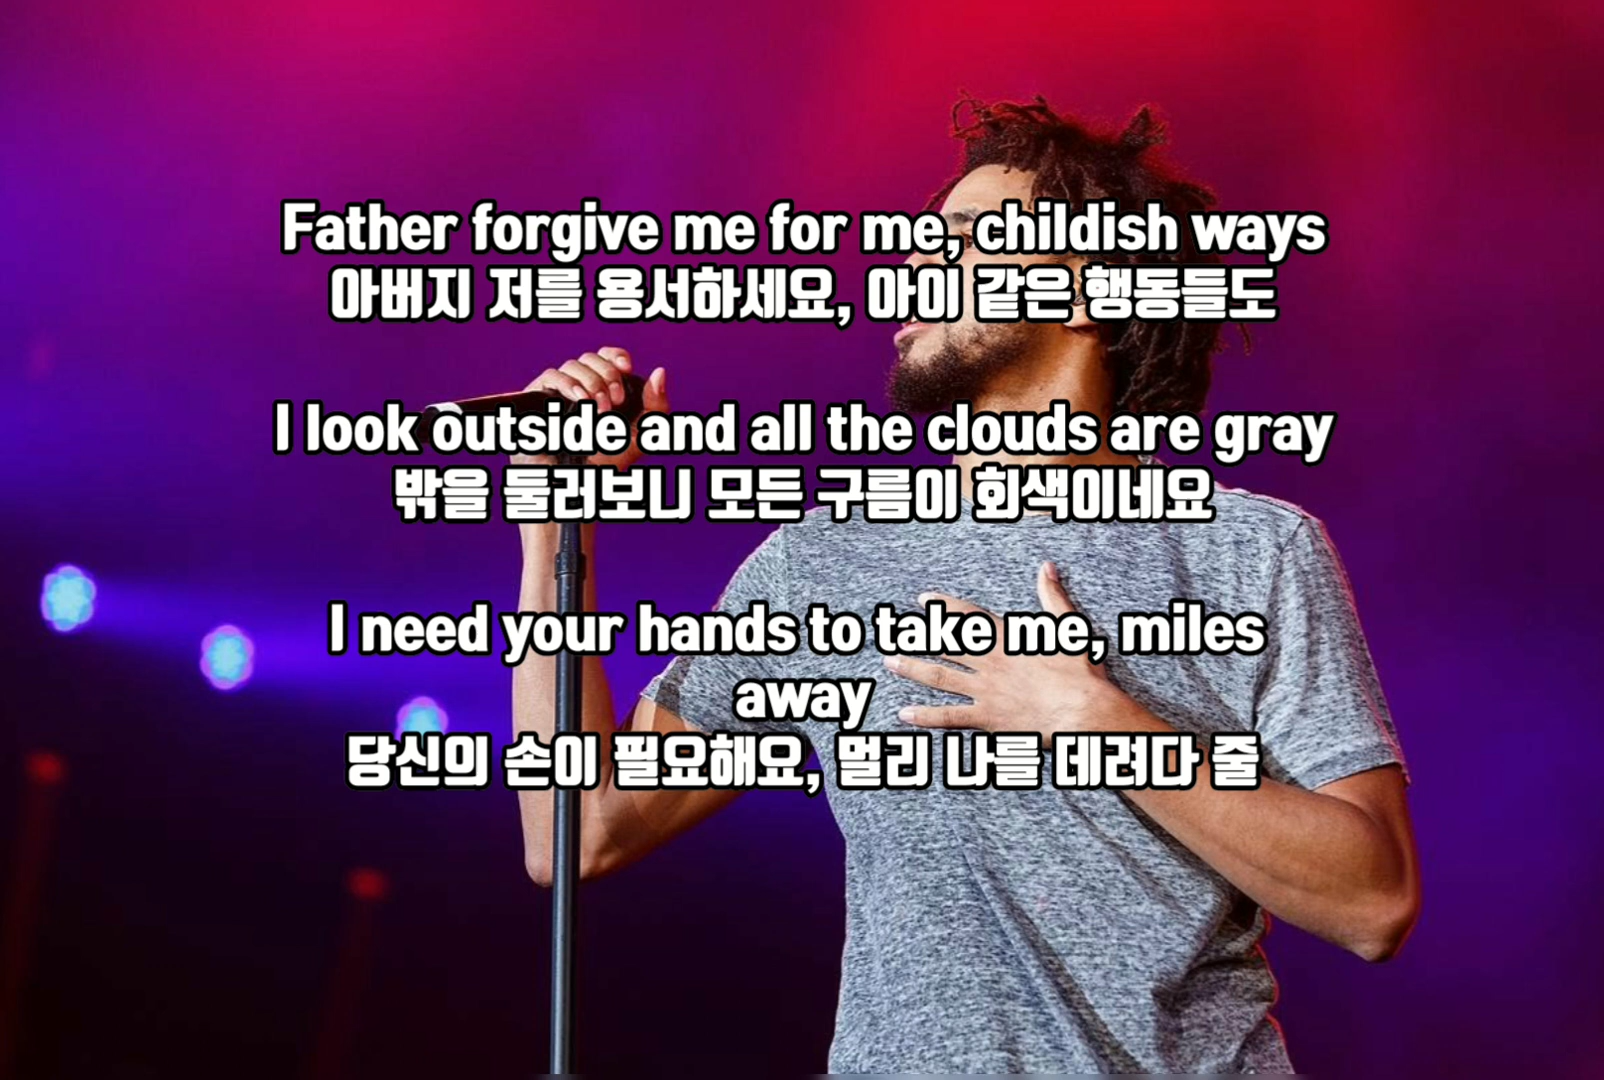 Father forgive me for me, childish ways
아버지 저를 용서하세요, 아이 같은 행동들도
I look outside and all the clouds are gray
밖을 둘러보니 모든 구름이 회색이네요
I need your hands to take me, miles
away
당신의 손이 필요해요, 멀리 나를 데려다 줄